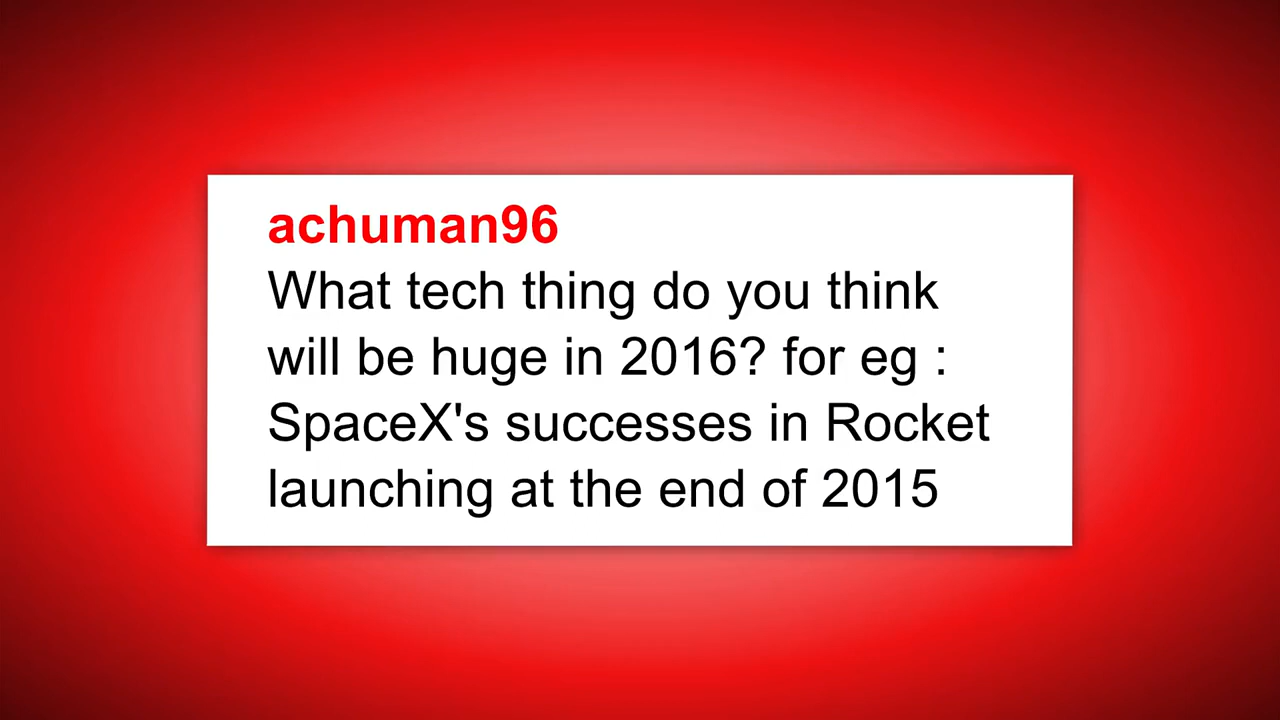 achuman96
What tech thing do you think
will be huge in 2016? for eg :
SpaceX's successes in Rocket
launching at the end of 2015